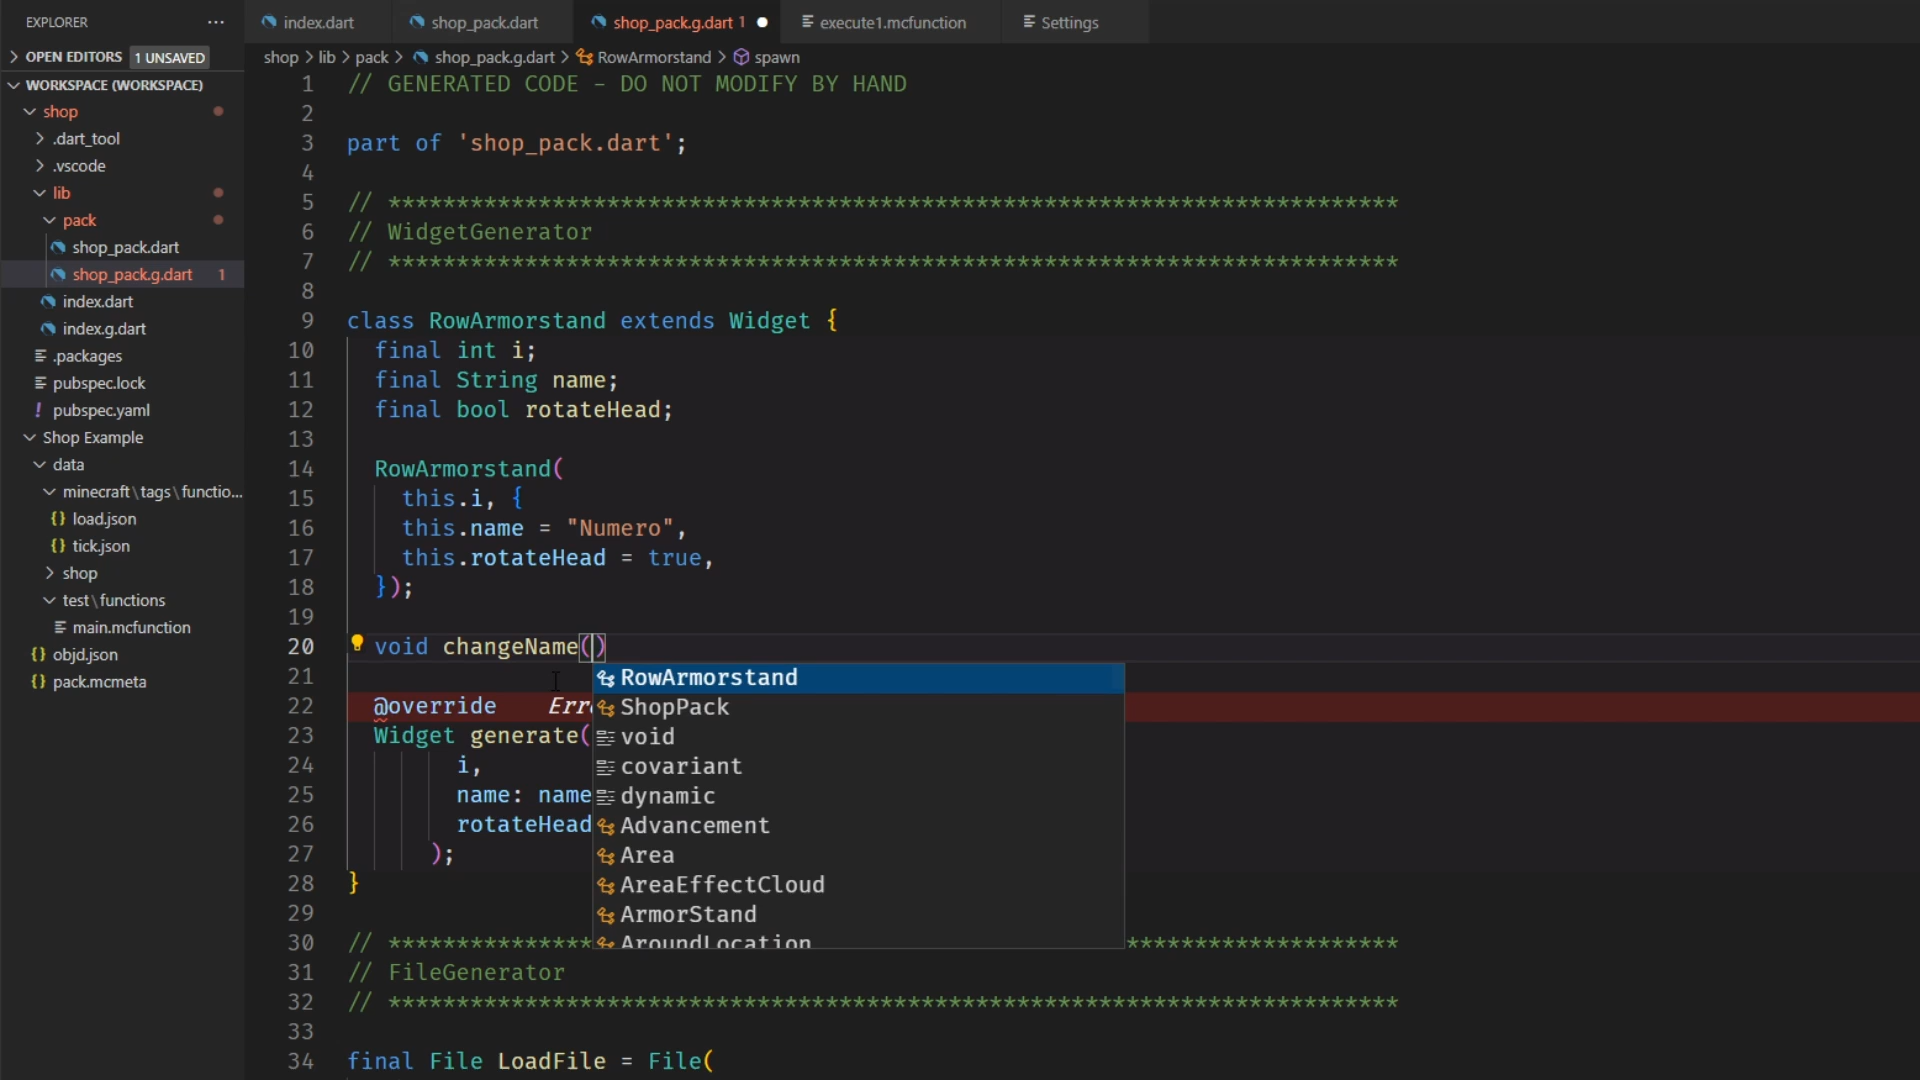 EXPLORER
index.dart
shop_pack.dart
shop_pack.g.dart 1
execute1.mcfunction
Settings
OPEN EDITORS 1 UNSAVED
shop > lib > pack > shop_pack.g.dart > RowArmorstand > spawn
WORKSPACE (WORKSPACE)
shop
.dart_tool
.vscode
lib
pack
shop_pack.dart
shop_pack.g.dart 1
index.dart
index.g.dart
.packages
pubspec.lock
pubspec.yaml
Shop Example
data
minecraft\tags\functio...
load.json
tick.json
shop
test\functions
main.mcfunction
objd.json
pack.mcmeta
1 // GENERATED CODE - DO NOT MODIFY BY HAND
2
3 part of 'shop_pack.dart';
4
5 // **************************************************************************
6 // WidgetGenerator
7 // **************************************************************************
8
9 class RowArmorstand extends Widget {
10 final int i;
11 final String name;
12 final bool rotateHead;
13
14 RowArmorstand(
15 this.i, {
16 this.name = "Numero",
17 this.rotateHead = true,
18 });
19
20 void changeName()
21
22 @override Err
23 Widget generate(
24 i,
25 name: name
26 rotateHead
27 );
28 }
29
30 // ***************
31 // FileGenerator
32 // **************************************************************************
33
34 final File LoadFile = File(
RowArmorstand
ShopPack
void
covariant
dynamic
Advancement
Area
AreaEffectCloud
ArmorStand
AroundLocation